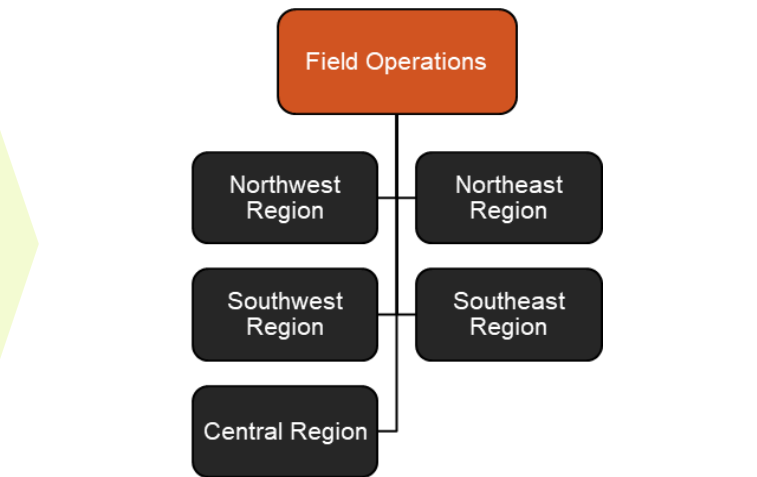 Field Operations
Northwest
Region
Northeast
Region
Southwest
Region
Southeast
Region
Central Region